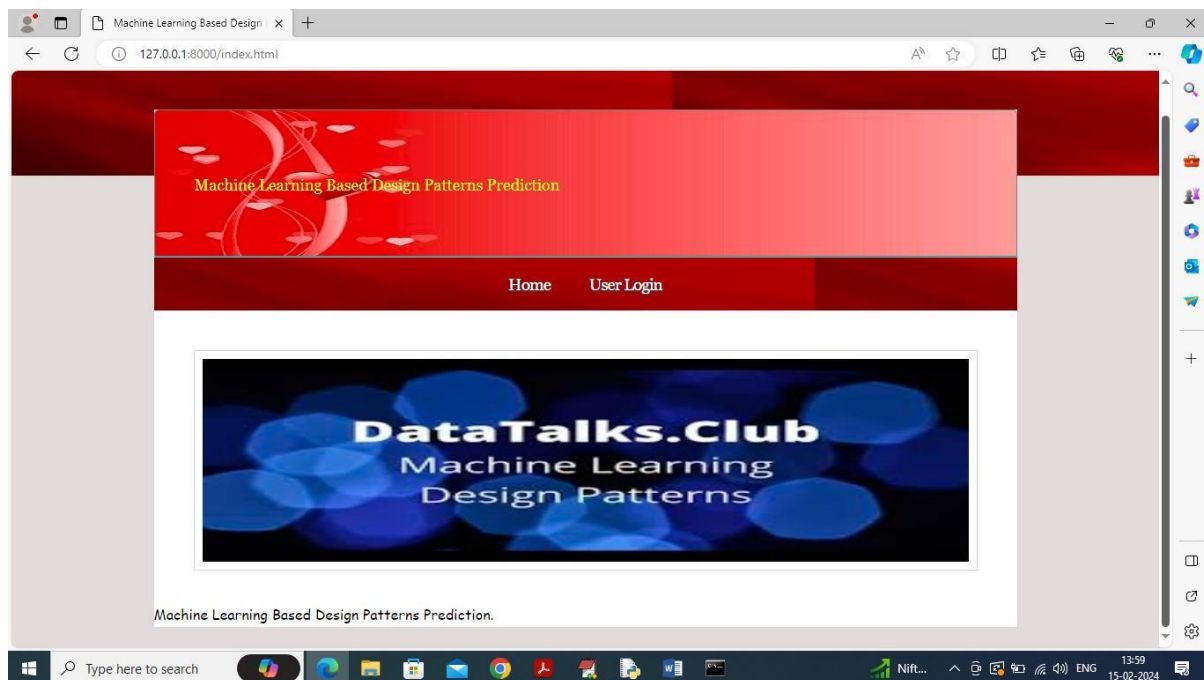 Machine Learning Based Design
127.0.0.1:8000/index.html
Machine Learning Based Design Patterns Prediction
Home User Login
DataTalks.Club
Machine Learning
Design Patterns
Machine Learning Based Design Patterns Prediction.
Type here to search
Nift... ENG 13:59
15-02-2024